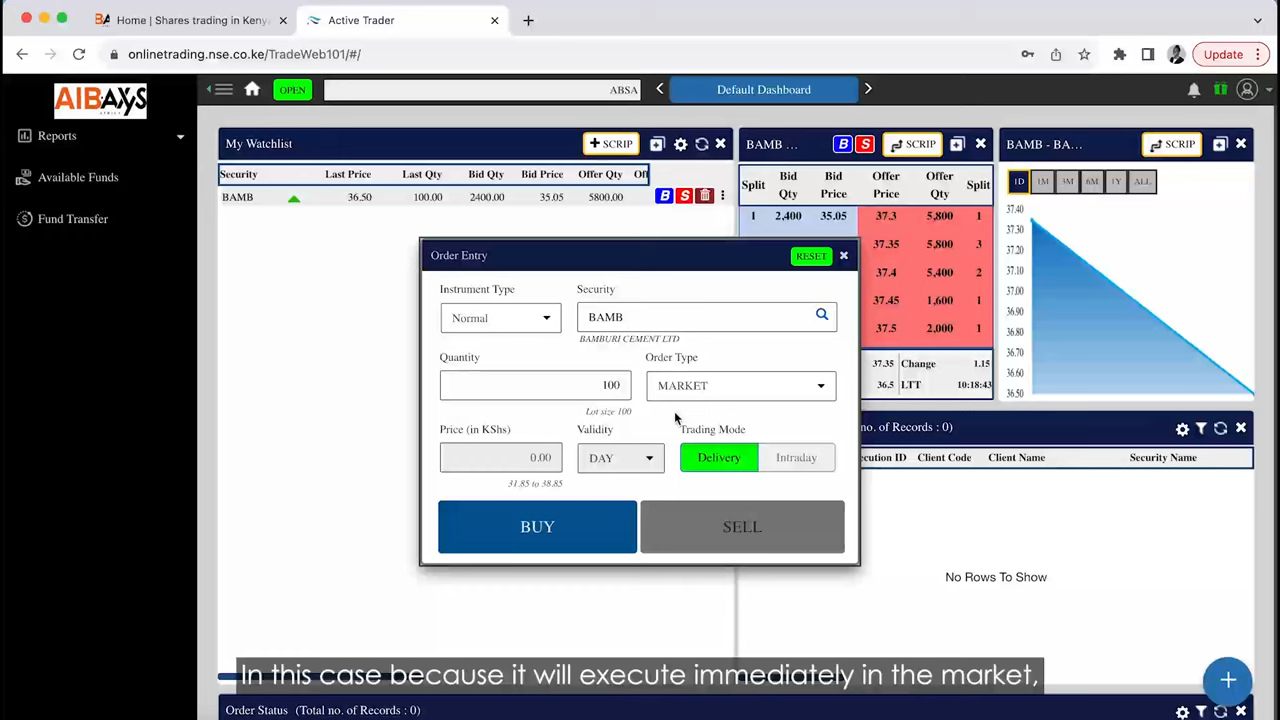 Home | Shares trading in Keny
Active Trader
onlinetrading.nse.co.ke/TradeWeb101/#/
Update
AIBAXYS
AFRICA
OPEN
ABSA
Default Dashboard
Reports
Available Funds
Fund Transfer
My Watchlist
+ SCRIP
Security Last Price Last Qty Bid Qty Bid Price Offer Qty Off
BAMB 36.50 100.00 2400.00 35.05 5800.00 B S
BAMB ... B S SCRIP
Split Bid Qty Bid Price Offer Price Offer Qty Split
1 2,400 35.05 37.3 5,800 1
37.35 5,800 3
37.4 5,400 2
37.45 1,600 1
37.5 2,000 1
37.35 Change 1.15
36.5 LTT 10:18:43
BAMB - BA... SCRIP
1D 1M 3M 6M 1Y ALL
37.40
37.30
37.20
37.10
37.00
36.90
36.80
36.70
36.60
36.50
Order Entry RESET
Instrument Type Security
Normal BAMB
BAMBURI CEMENT LTD
Quantity Order Type
100 MARKET
Lot size 100
Price (in KShs) Validity Trading Mode
0.00 DAY Delivery Intraday
31.85 to 38.85
BUY SELL
no. of Records : 0)
cution ID Client Code Client Name Security Name
No Rows To Show
In this case because it will execute immediately in the market,
Order Status (Total no. of Records : 0)